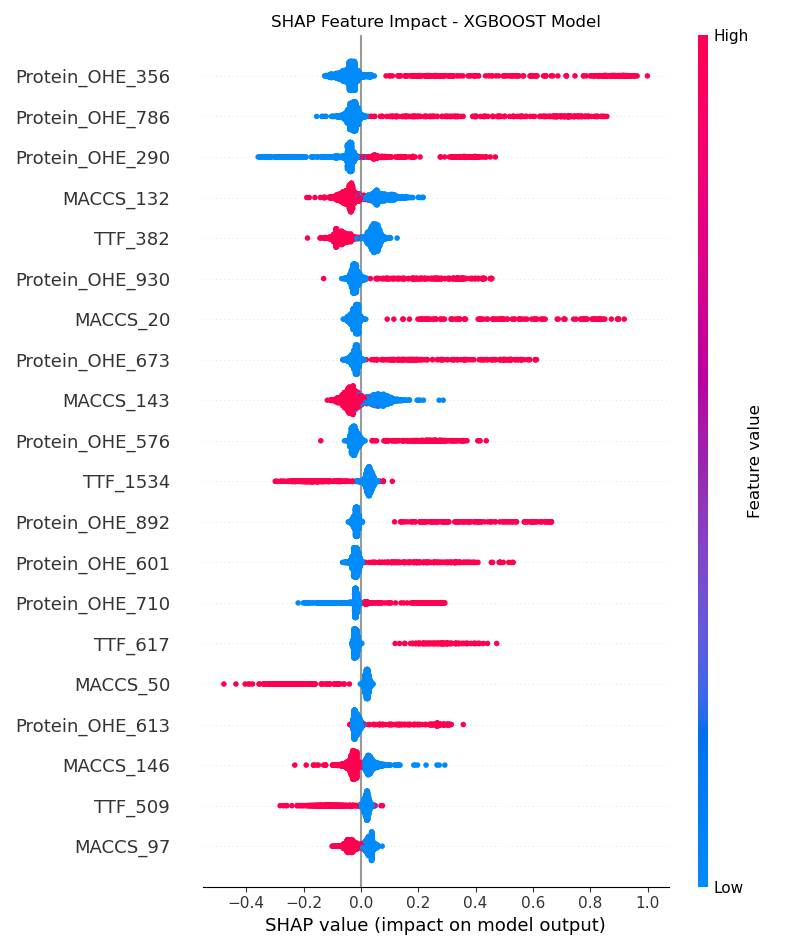 SHAP Feature Impact - XGBOOST Model
High
Protein_OHE_356
Protein_OHE_786
Protein_OHE_290
MACCS_132
TTF_382
Protein_OHE_930
MACCS_20
Protein_OHE_673
MACCS_143
Protein_OHE_576
TTF_1534
Protein_OHE_892
Protein_OHE_601
Protein_OHE_710
TTF_617
MACCS_50
Protein_OHE_613
MACCS_146
TTF_509
MACCS_97
Feature value
Low
−0.4 −0.2 0.0 0.2 0.4 0.6 0.8 1.0
SHAP value (impact on model output)